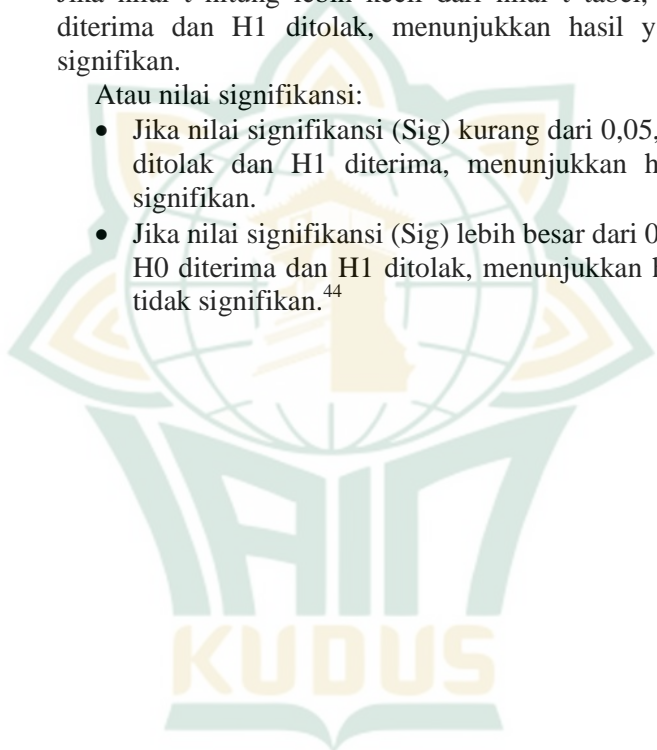 Jika nilai t hitung lebih kecil dari nilai t tabel,
diterima dan H1 ditolak, menunjukkan hasil y
signifikan.
Atau nilai signifikansi:
• Jika nilai signifikansi (Sig) kurang dari 0,05,
ditolak dan H1 diterima, menunjukkan h
signifikan.
• Jika nilai signifikansi (Sig) lebih besar dari 0
H0 diterima dan H1 ditolak, menunjukkan h
tidak signifikan.44
IAIN
KUDUS